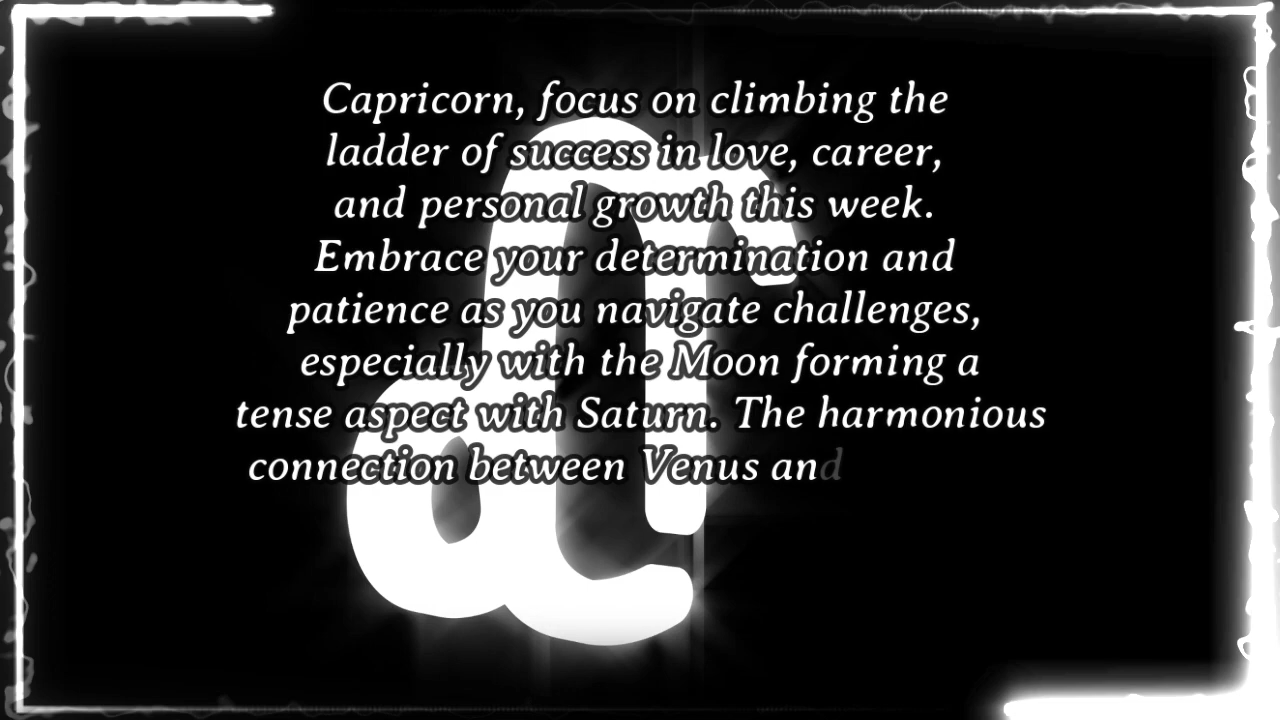 Capricorn, focus on climbing the
ladder of success in love, career,
and personal growth this week.
Embrace your determination and
patience as you navigate challenges,
especially with the Moon forming a
tense aspect with Saturn. The harmonious
connection between Venus and